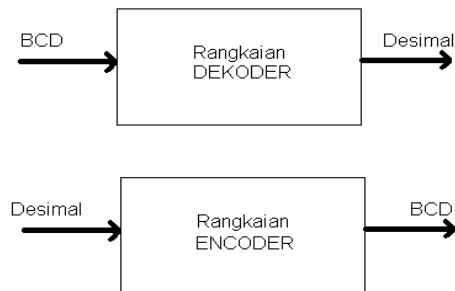 BCD
Rangkaian
DEKODER
Desimal
Desimal
Rangkaian
ENCODER
BCD